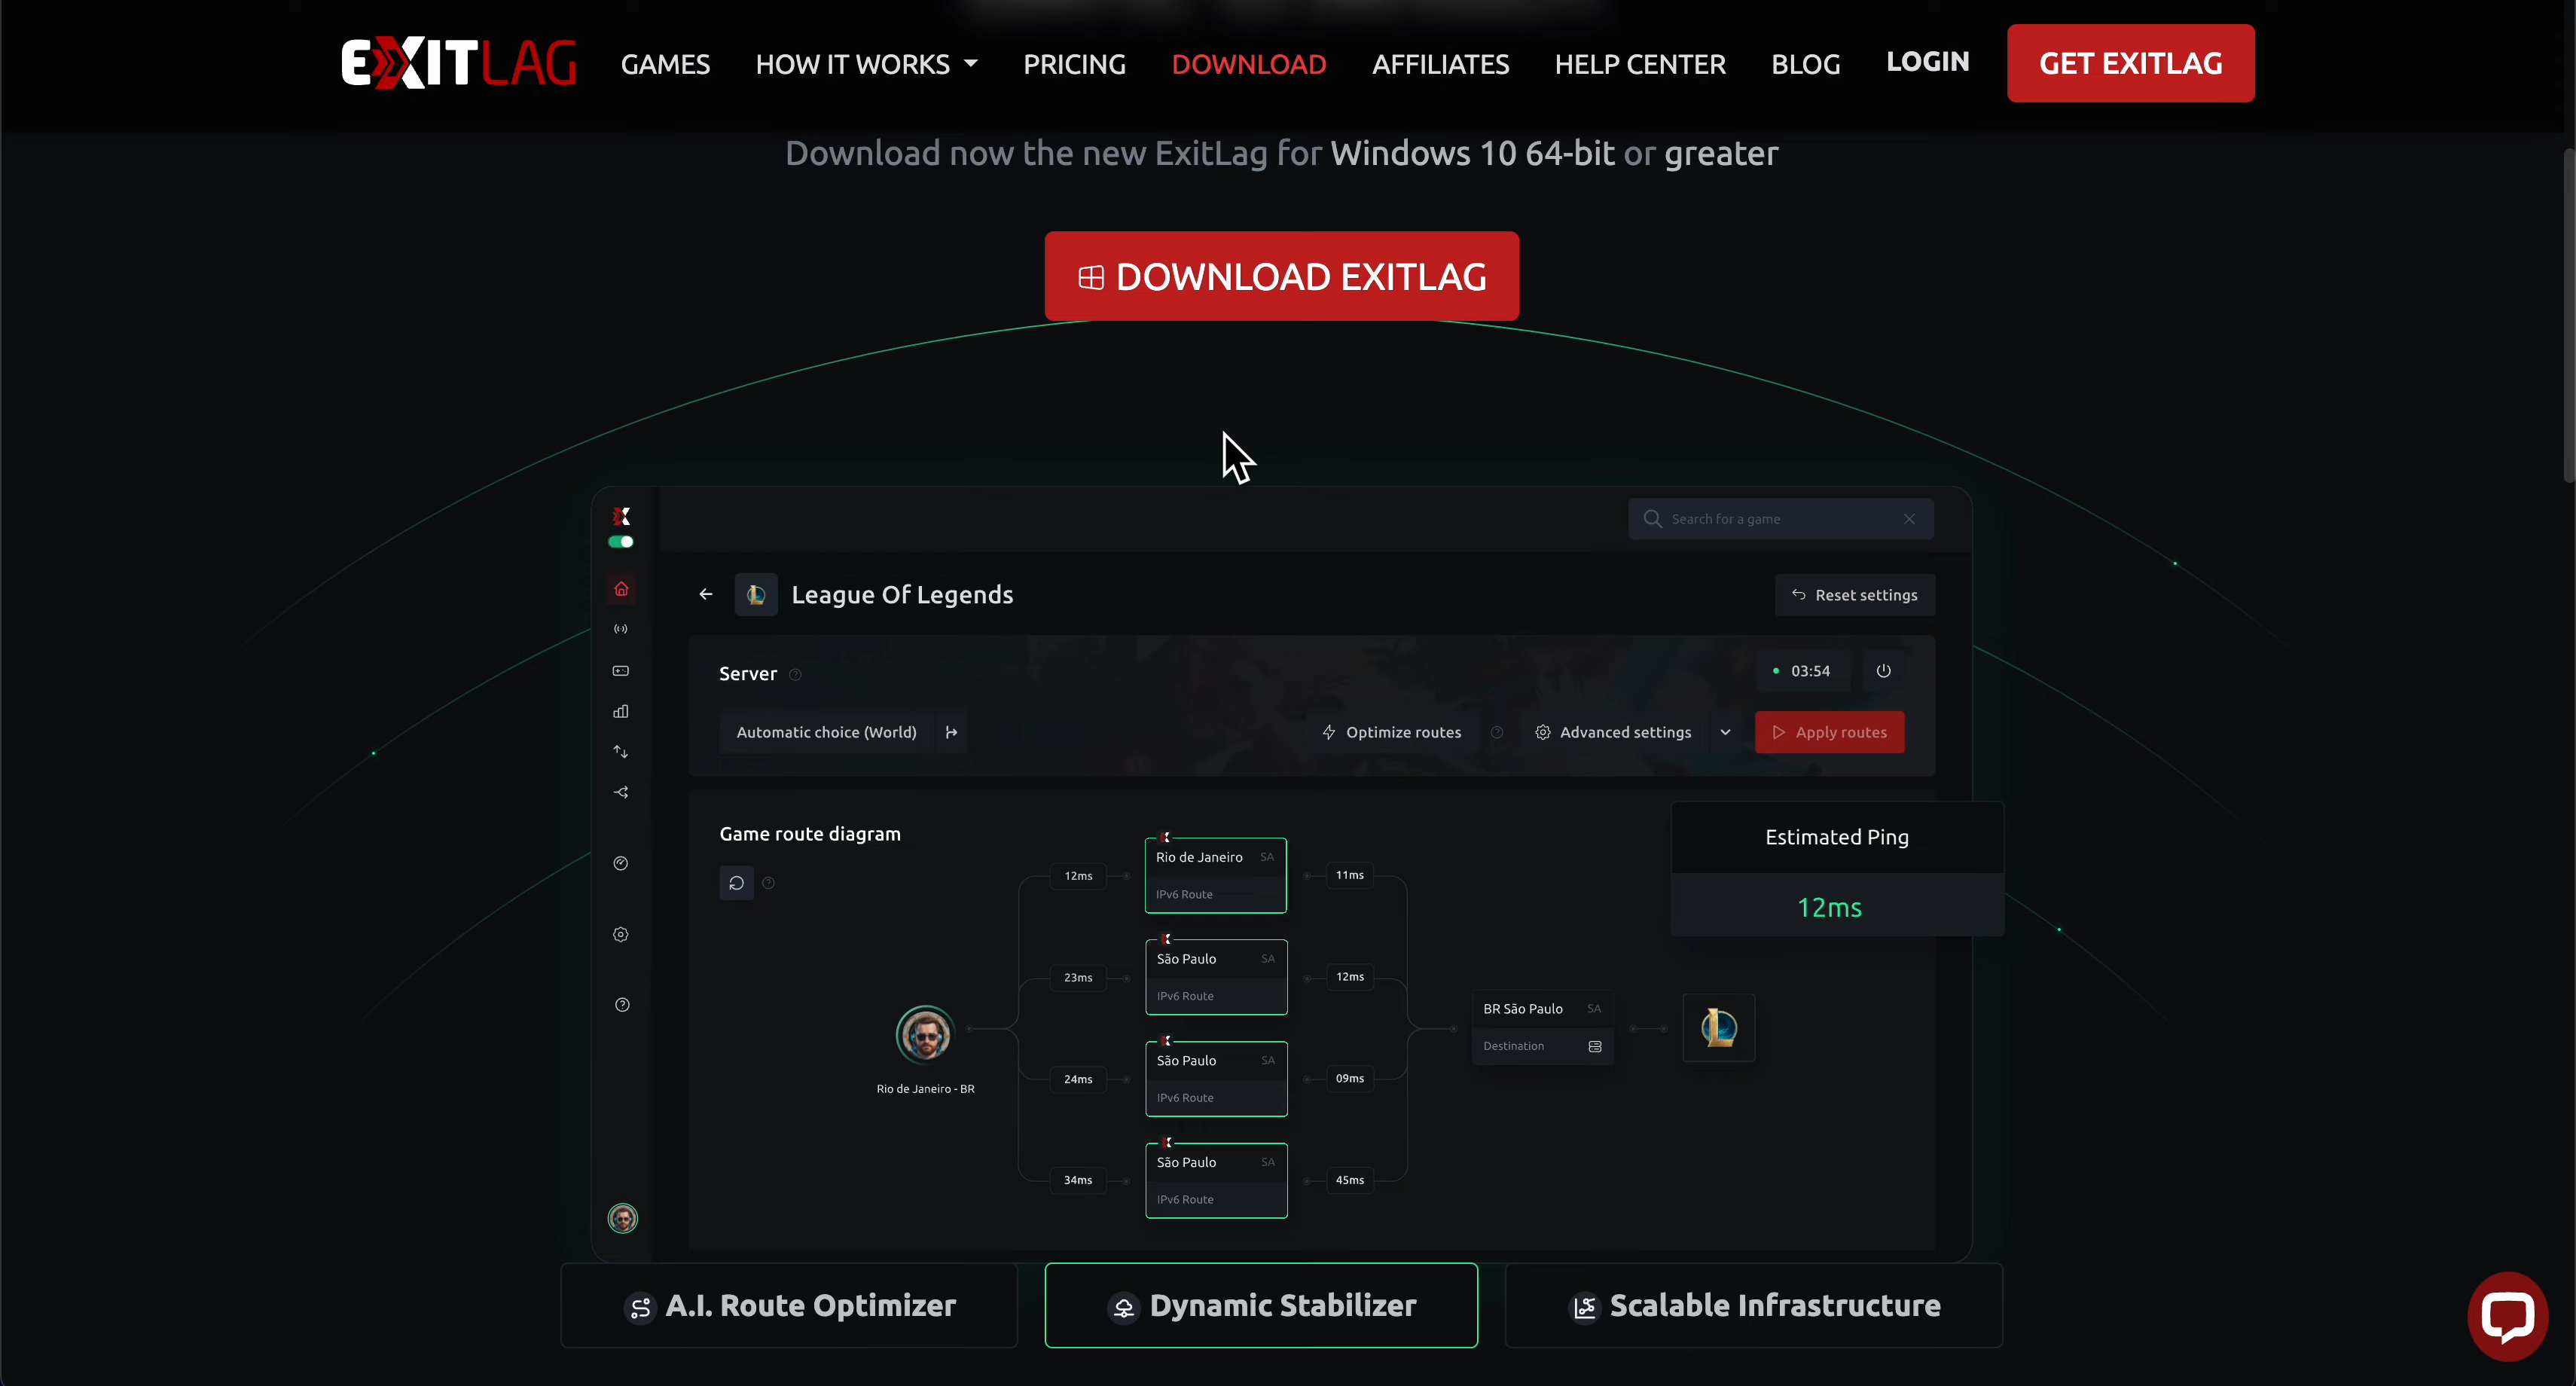 EXITLAG
GAMES
HOW IT WORKS
PRICING
DOWNLOAD
AFFILIATES
HELP CENTER
BLOG
LOGIN
GET EXITLAG
Download now the new ExitLag for Windows 10 64-bit or greater
DOWNLOAD EXITLAG
Search for a game
League Of Legends
Reset settings
Server
03:54
Automatic choice (World)
Optimize routes
Advanced settings
Apply routes
Game route diagram
Estimated Ping
12ms
12ms
Rio de Janeiro SA
IPv6 Route
11ms
23ms
São Paulo SA
IPv6 Route
12ms
24ms
São Paulo SA
IPv6 Route
09ms
34ms
São Paulo SA
IPv6 Route
45ms
Rio de Janeiro - BR
BR São Paulo SA
Destination
A.I. Route Optimizer
Dynamic Stabilizer
Scalable Infrastructure